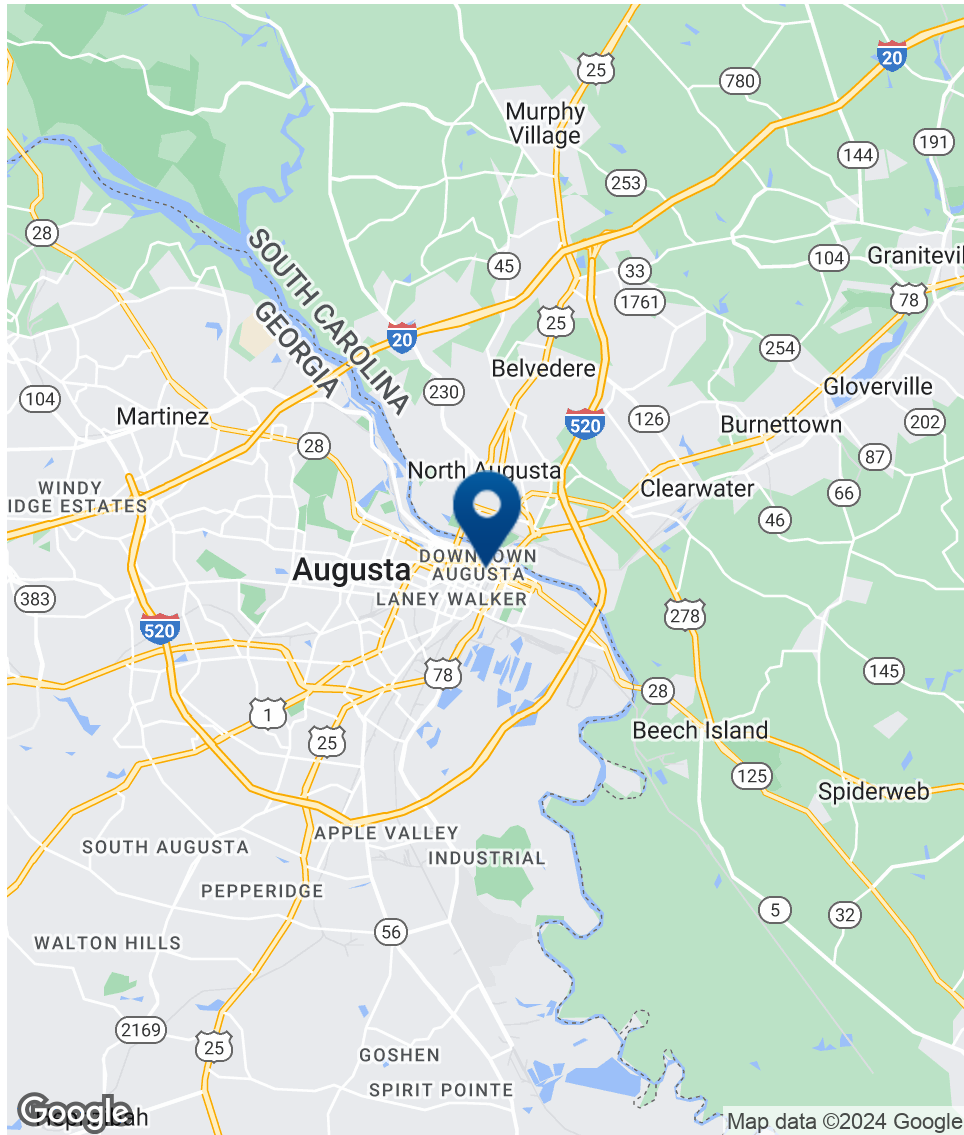 20
25
780
Murphy
Village
191
144
253
28
SOUTH CAROLINA
GEORGIA
45
33
104
Granitevil
1761
78
25
20
254
Belvedere
230
Gloverville
104
Martinez
126
Burnettown
202
520
28
87
North Augusta
WINDY
IDGE ESTATES
Clearwater
66
46
DOWNTOWN
AUGUSTA
Augusta
LANEY WALKER
383
278
520
78
145
28
1
25
Beech Island
125
Spiderweb
APPLE VALLEY
SOUTH AUGUSTA
INDUSTRIAL
PEPPERIDGE
5
32
56
WALTON HILLS
2169
25
GOSHEN
SPIRIT POINTE
Google
Map data ©2024 Google